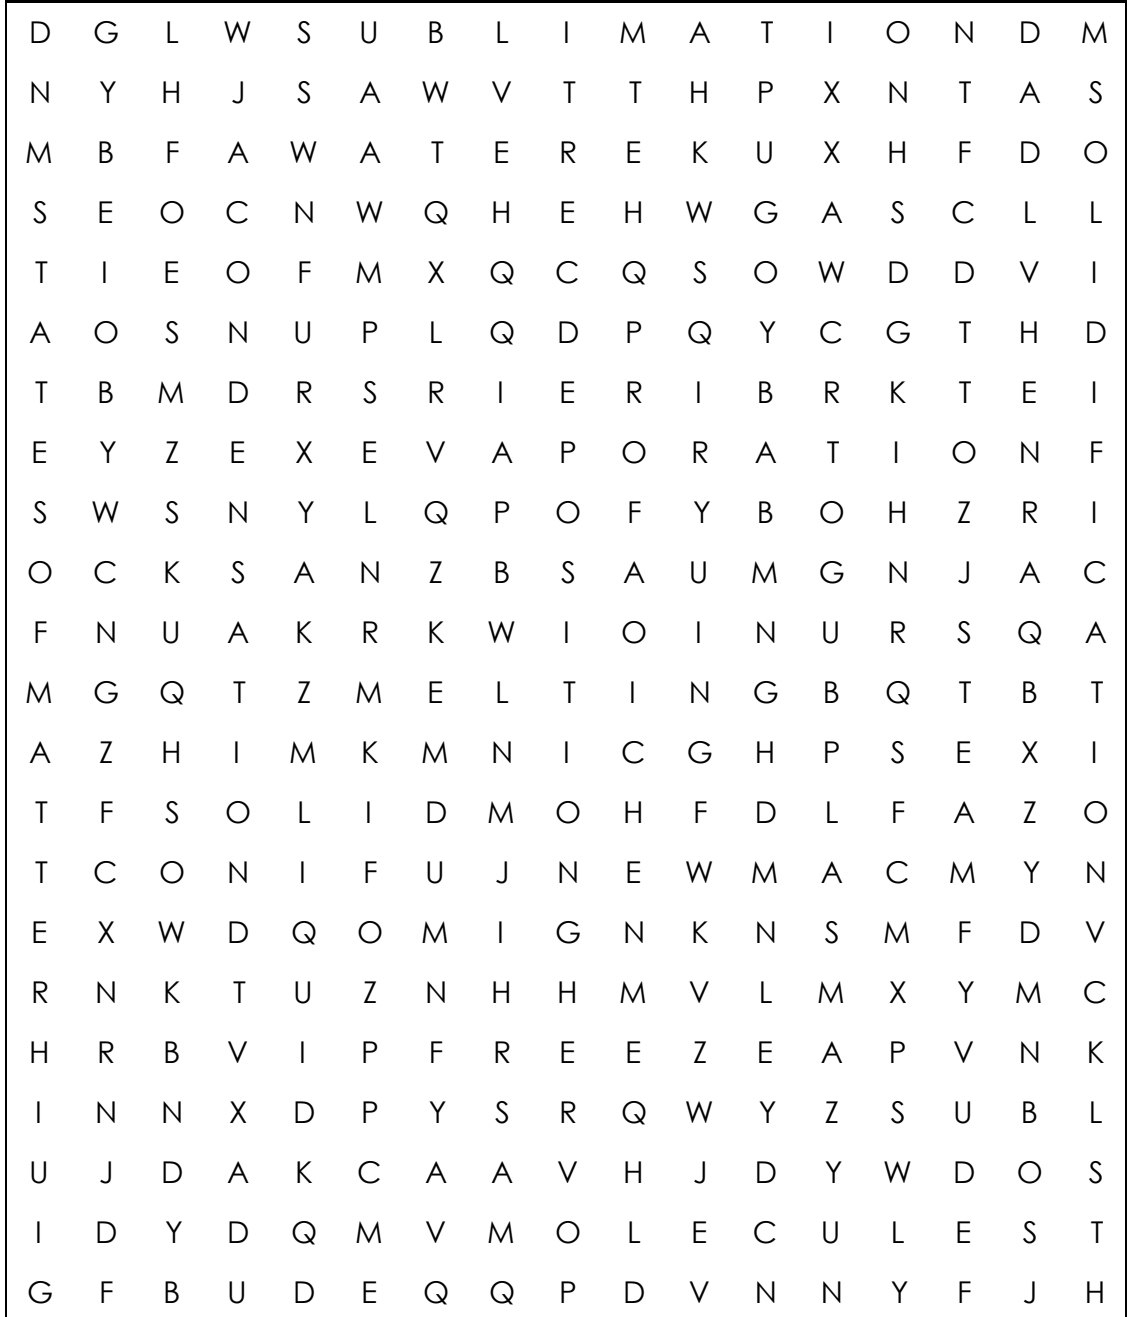 D G L W S U B L I M A T I O N D M
N Y H J S A W V T T H P X N T A S
M B F A W A T E R E K U X H F D O
S E O C N W Q H E H W G A S C L L
T I E O F M X Q C Q S O W D D V I
A O S N U P L Q D P Q Y C G T H D
T B M D R S R I E R I B R K T E I
E Y Z E X E V A P O R A T I O N F
S W S N Y L Q P O F Y B O H Z R I
O C K S A N Z B S A U M G N J A C
F N U A K R K W I O I N U R S Q A
M G Q T Z M E L T I N G B Q T B T
A Z H I M K M N I C G H P S E X I
T F S O L I D M O H F D L F A Z O
T C O N I F U J N E W M A C M Y N
E X W D Q O M I G N K N S M F D V
R N K T U Z N H H M V L M X Y M C
H R B V I P F R E E Z E A P V N K
I N N X D P Y S R Q W Y Z S U B L
U J D A K C A A V H J D Y W D O S
I D Y D Q M V M O L E C U L E S T
G F B U D E Q Q P D V N N Y F J H